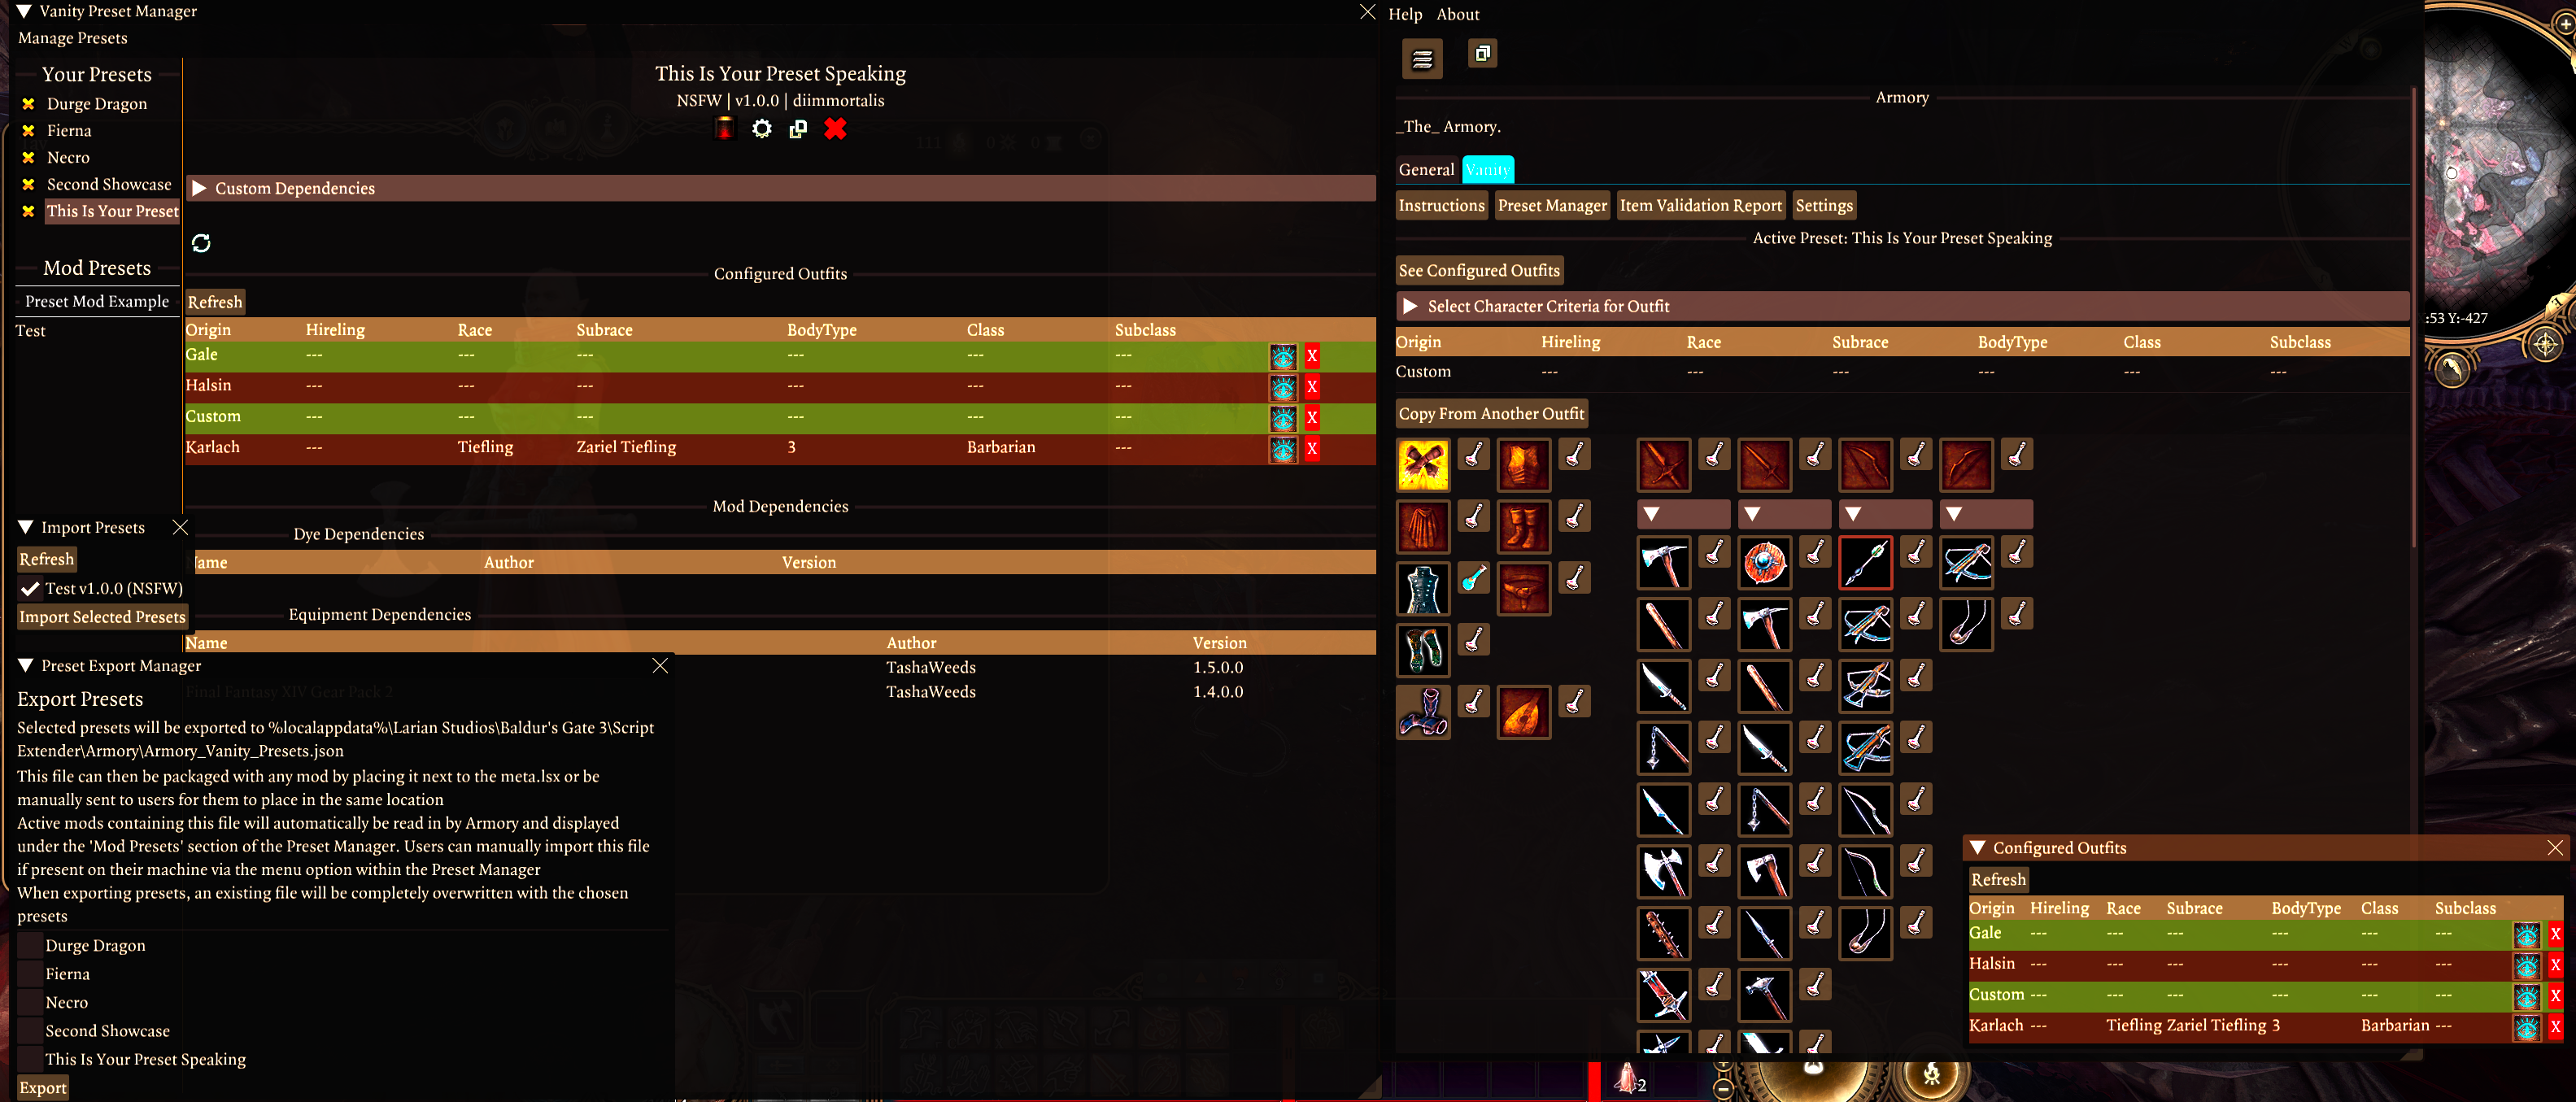 Vanity Preset Manager
Manage Presets
Your Presets
Durge Dragon
Fierna
Necro
Second Showcase
This Is Your Preset
Mod Presets
Preset Mod Example
Test
This Is Your Preset Speaking
NSFW | v1.0.0 | diimmortalis
Custom Dependencies
Configured Outfits
Refresh
Origin Hireling Race Subrace BodyType Class Subclass
Gale --- --- --- --- --- --- X
Halsin --- --- --- --- --- --- X
Custom --- --- --- --- --- --- X
Karlach --- Tiefling Zariel Tiefling 3 Barbarian --- X
Mod Dependencies
Dye Dependencies
Name Author Version
Equipment Dependencies
Name Author Version
TashaWeeds 1.5.0.0
Final Fantasy XIV Gear Pack 2 TashaWeeds 1.4.0.0
Import Presets
Refresh
Test v1.0.0 (NSFW)
Import Selected Presets
Preset Export Manager
Export Presets
Selected presets will be exported to %localappdata%\Larian Studios\Baldur's Gate 3\Script
Extender\Armory\Armory_Vanity_Presets.json
This file can then be packaged with any mod by placing it next to the meta.lsx or be
manually sent to users for them to place in the same location
Active mods containing this file will automatically be read in by Armory and displayed
under the 'Mod Presets' section of the Preset Manager. Users can manually import this file
if present on their machine via the menu option within the Preset Manager
When exporting presets, an existing file will be completely overwritten with the chosen
presets
Durge Dragon
Fierna
Necro
Second Showcase
This Is Your Preset Speaking
Export
Help About
Armory
_The_ Armory.
General Vanity
Instructions Preset Manager Item Validation Report Settings
Active Preset: This Is Your Preset Speaking
See Configured Outfits
Select Character Criteria for Outfit
Origin Hireling Race Subrace BodyType Class Subclass
Custom --- --- --- --- --- ---
Copy From Another Outfit
:53 Y:-427
Configured Outfits
Refresh
Origin Hireling Race Subrace BodyType Class Subclass
Gale --- --- --- --- --- --- X
Halsin --- --- --- --- --- --- X
Custom --- --- --- --- --- --- X
Karlach --- Tiefling Zariel Tiefling 3 Barbarian --- X
2